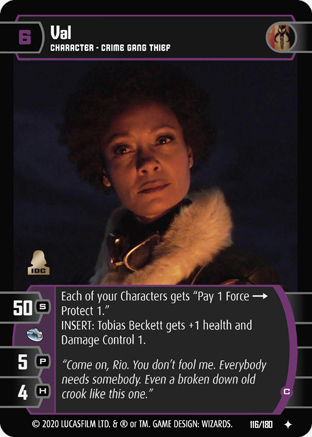 6
Val
CHARACTER - CRIME GANG THIEF
IDC
50 S
Each of your Characters gets “Pay 1 Force → Protect 1.”
INSERT: Tobias Beckett gets +1 health and
Damage Control 1.
5 P
4 H
“Come on, Rio. You don’t fool me. Everybody
needs somebody. Even a broken down old
crook like this one.”
C
© 2020 LUCASFILM LTD. & ® or TM. GAME DESIGN: WIZARDS.
116/180